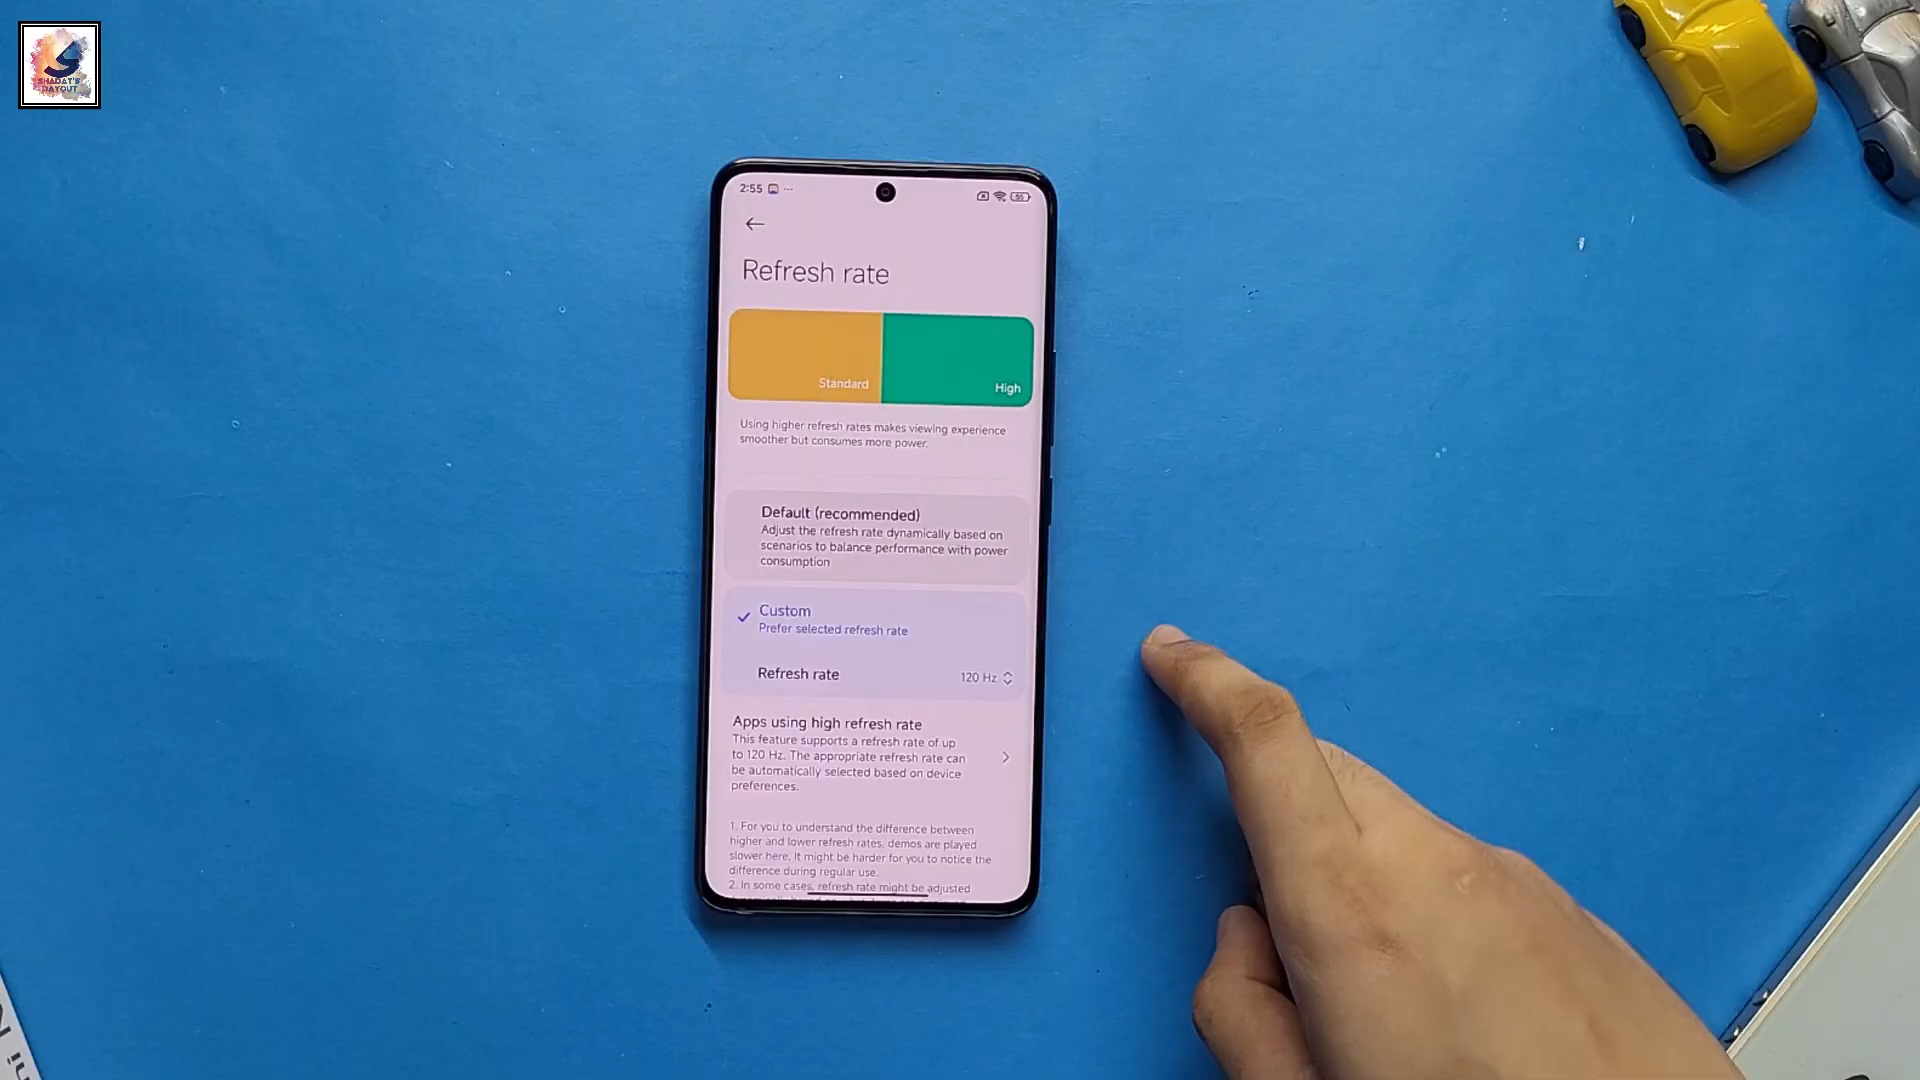 SHADAT'S
DAYOUT
2:55
55
Refresh rate
Standard
High
Using higher refresh rates makes viewing experience
smoother but consumes more power.
Default (recommended)
Adjust the refresh rate dynamically based on
scenarios to balance performance with power
consumption
Custom
Prefer selected refresh rate
Refresh rate
120 Hz
Apps using high refresh rate
This feature supports a refresh rate of up
to 120 Hz. The appropriate refresh rate can
be automatically selected based on device
preferences.
1. For you to understand the difference between
higher and lower refresh rates, demos are played
slower here. It might be harder for you to notice the
difference during regular use.
2. In some cases, refresh rate might be adjusted